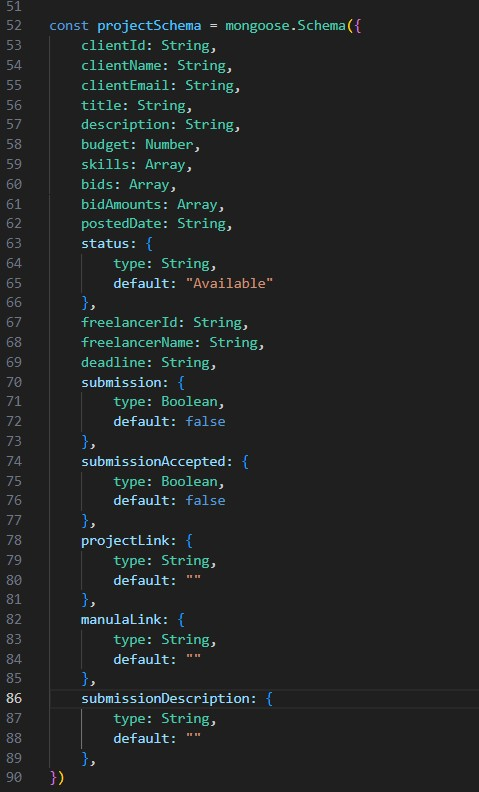 51
52 const projectSchema = mongoose.Schema({
53     clientId: String,
54     clientName: String,
55     clientEmail: String,
56     title: String,
57     description: String,
58     budget: Number,
59     skills: Array,
60     bids: Array,
61     bidAmounts: Array,
62     postedDate: String,
63     status: {
64         type: String,
65         default: "Available"
66     },
67     freelancerId: String,
68     freelancerName: String,
69     deadline: String,
70     submission: {
71         type: Boolean,
72         default: false
73     },
74     submissionAccepted: {
75         type: Boolean,
76         default: false
77     },
78     projectLink: {
79         type: String,
80         default: ""
81     },
82     manulaLink: {
83         type: String,
84         default: ""
85     },
86     submissionDescription: {
87         type: String,
88         default: ""
89     },
90 })